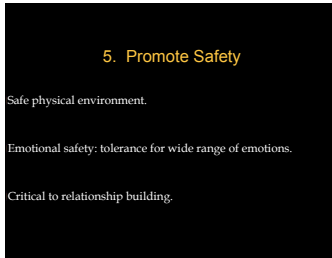 5. Promote Safety
Safe physical environment.
Emotional safety: tolerance for wide range of emotions.
Critical to relationship building.